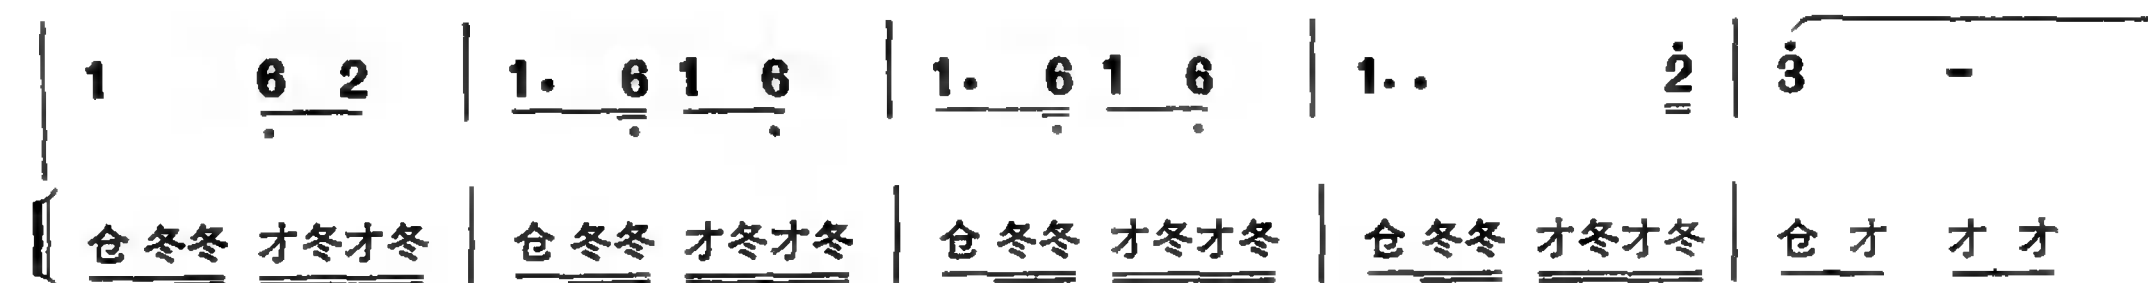 1 6 2 1· 6 1 6 1· 6 1 6 1·· 2 3 -
仓 冬冬 才冬才冬 仓 冬冬 才冬才冬 仓 冬冬 才冬才冬 仓 冬冬 才冬才冬 仓 才 才 才